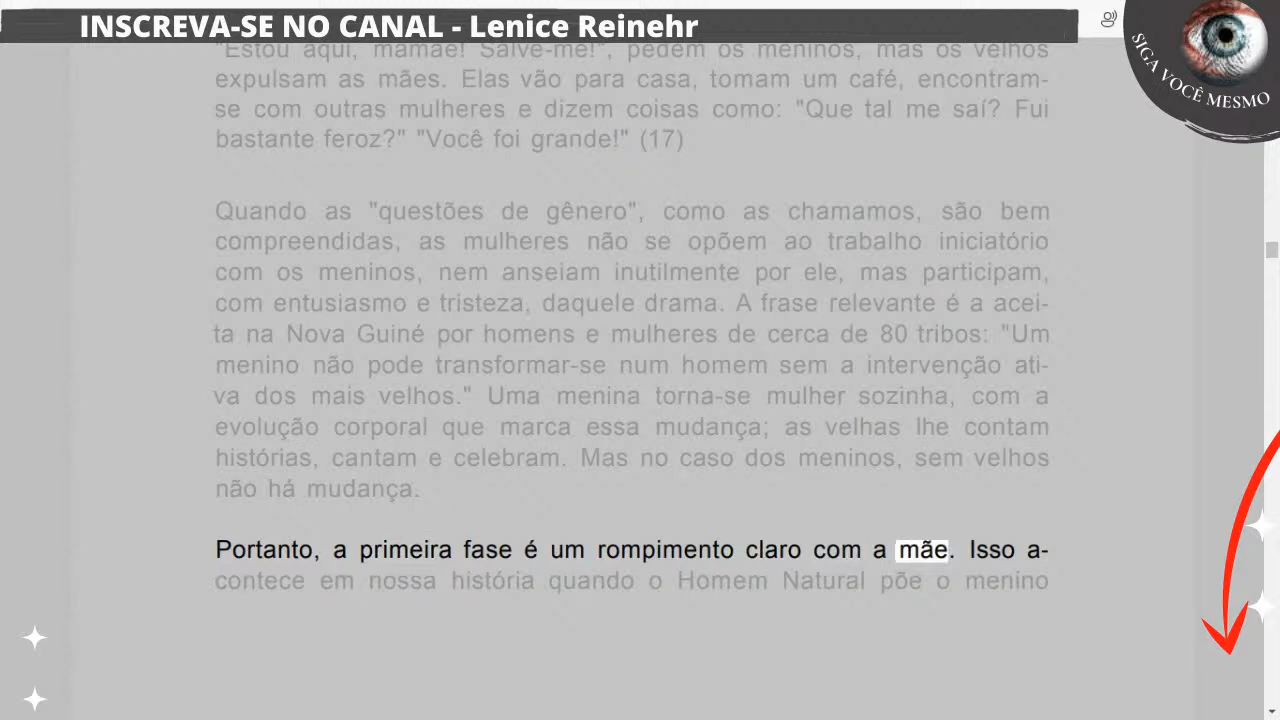 INSCREVA-SE NO CANAL - Lenice Reinehr
SIGA VOCÊ MESMO
"Estou aqui, mamãe! Salve-me!", pedem os meninos, mas os velhos
expulsam as mães. Elas vão para casa, tomam um café, encontram-
se com outras mulheres e dizem coisas como: "Que tal me saí? Fui
bastante feroz?" "Você foi grande!" (17)
Quando as "questões de gênero", como as chamamos, são bem
compreendidas, as mulheres não se opõem ao trabalho iniciatório
com os meninos, nem anseiam inutilmente por ele, mas participam,
com entusiasmo e tristeza, daquele drama. A frase relevante é a acei-
ta na Nova Guiné por homens e mulheres de cerca de 80 tribos: "Um
menino não pode transformar-se num homem sem a intervenção ati-
va dos mais velhos." Uma menina torna-se mulher sozinha, com a
evolução corporal que marca essa mudança; as velhas lhe contam
histórias, cantam e celebram. Mas no caso dos meninos, sem velhos
não há mudança.
Portanto, a primeira fase é um rompimento claro com a mãe. Isso a-
contece em nossa história quando o Homem Natural põe o menino